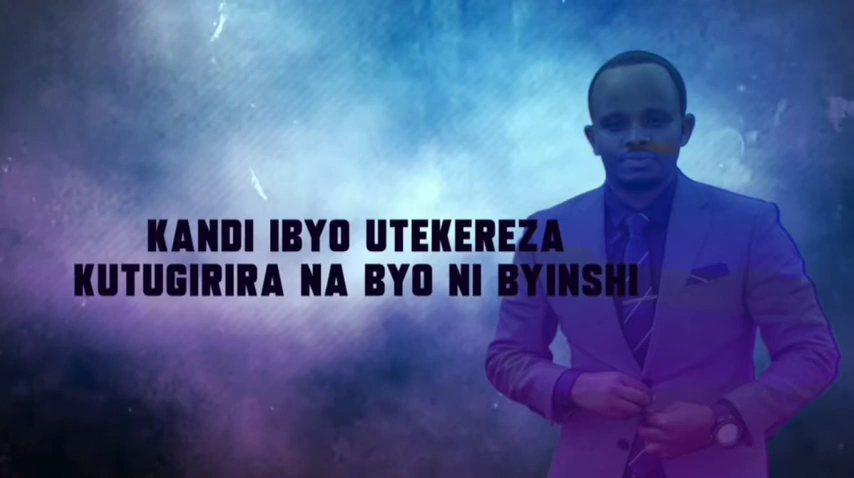 KANDI IBYO UTEKEREZA
KUTUGIRIRA NA BYO NI BYINSHI